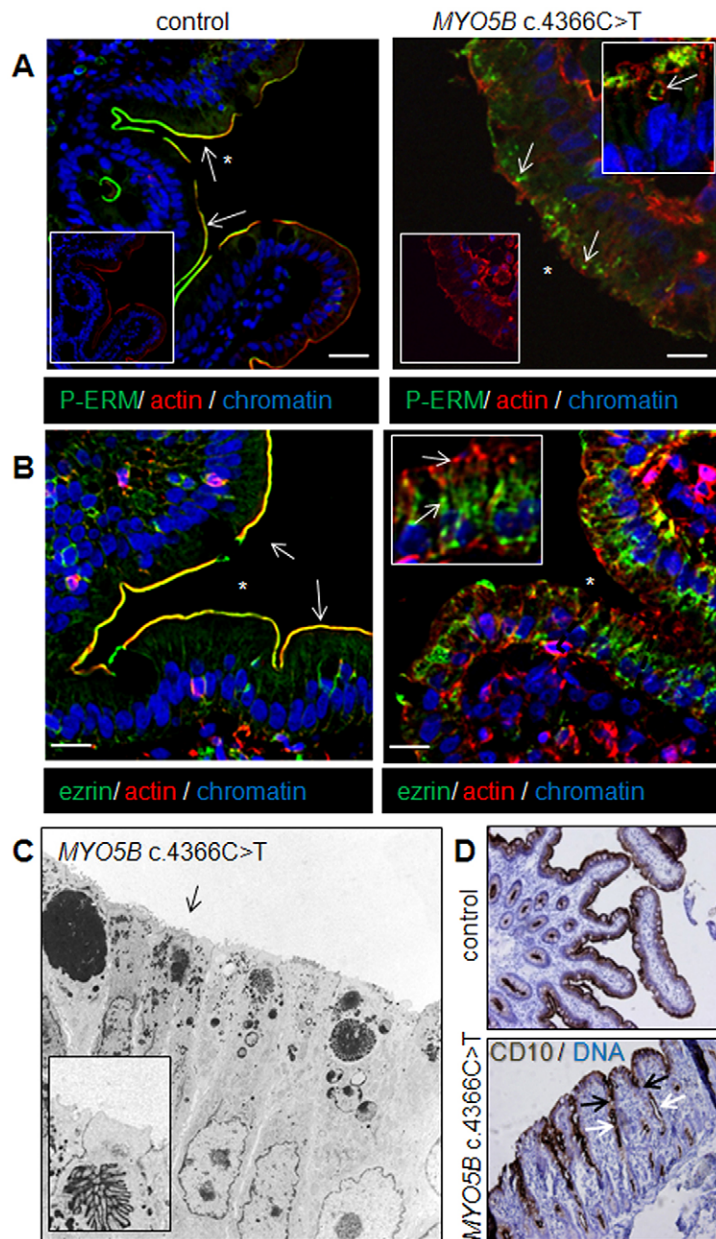 control
MYO5B c.4366C>T
A
*
*
P-ERM/ actin / chromatin
P-ERM/ actin / chromatin
B
*
*
ezrin/ actin / chromatin
ezrin/ actin / chromatin
C
MYO5B c.4366C>T
D
control
CD10 / DNA
MYO5B c.4366C>T